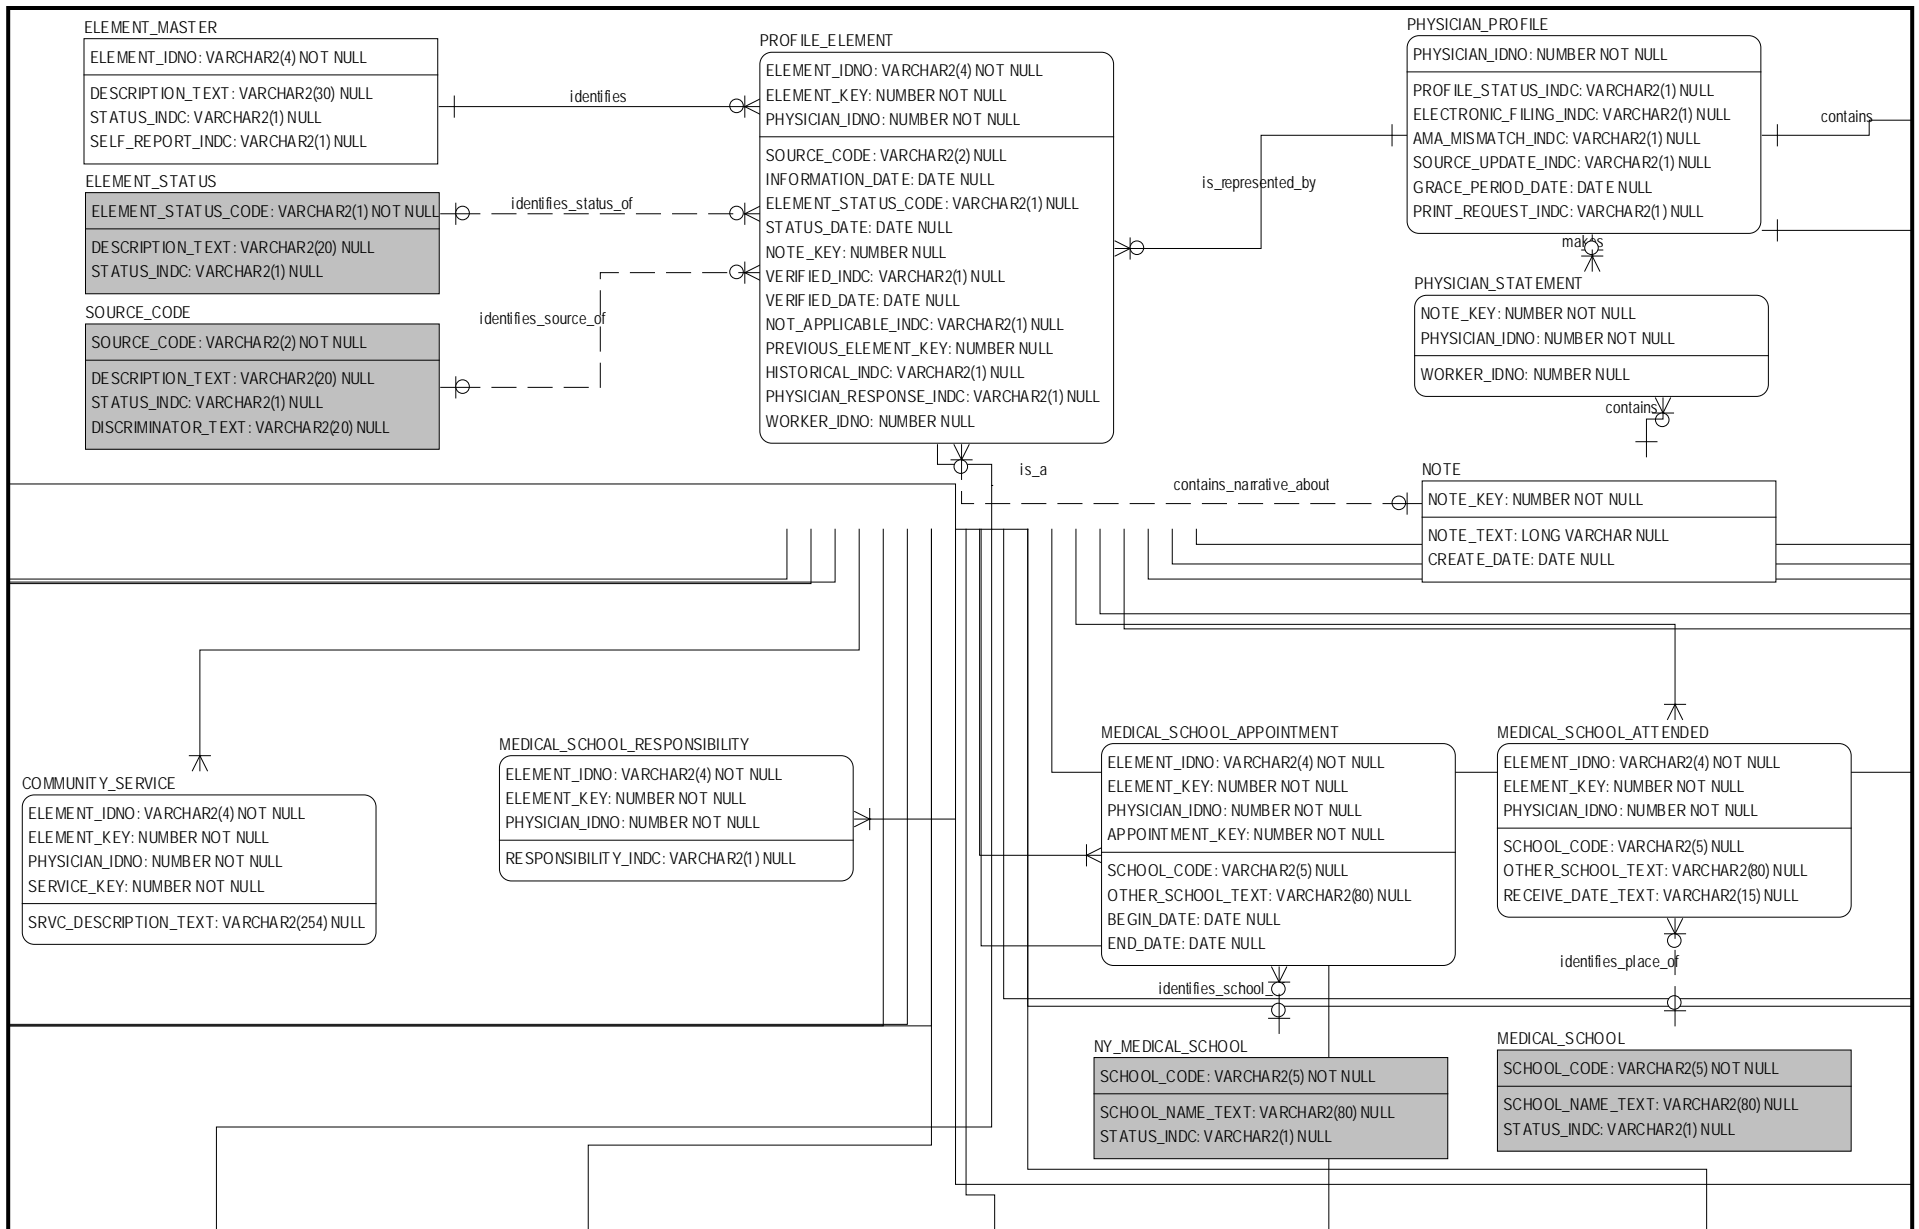 ELEMENT_MASTER
ELEMENT_IDNO: VARCHAR2(4) NOT NULL
DESCRIPTION_TEXT: VARCHAR2(30) NULL
STATUS_INDC: VARCHAR2(1) NULL
SELF_REPORT_INDC: VARCHAR2(1) NULL
identifies
ELEMENT_STATUS
ELEMENT_STATUS_CODE: VARCHAR2(1) NOT NULL
DESCRIPTION_TEXT: VARCHAR2(20) NULL
STATUS_INDC: VARCHAR2(1) NULL
identifies_status_of
SOURCE_CODE
SOURCE_CODE: VARCHAR2(2) NOT NULL
DESCRIPTION_TEXT: VARCHAR2(20) NULL
STATUS_INDC: VARCHAR2(1) NULL
DISCRIMINATOR_TEXT: VARCHAR2(20) NULL
identifies_source_of
PROFILE_ELEMENT
ELEMENT_IDNO: VARCHAR2(4) NOT NULL
ELEMENT_KEY: NUMBER NOT NULL
PHYSICIAN_IDNO: NUMBER NOT NULL
SOURCE_CODE: VARCHAR2(2) NULL
INFORMATION_DATE: DATE NULL
ELEMENT_STATUS_CODE: VARCHAR2(1) NULL
STATUS_DATE: DATE NULL
NOTE_KEY: NUMBER NULL
VERIFIED_INDC: VARCHAR2(1) NULL
VERIFIED_DATE: DATE NULL
NOT_APPLICABLE_INDC: VARCHAR2(1) NULL
PREVIOUS_ELEMENT_KEY: NUMBER NULL
HISTORICAL_INDC: VARCHAR2(1) NULL
PHYSICIAN_RESPONSE_INDC: VARCHAR2(1) NULL
WORKER_IDNO: NUMBER NULL
is_represented_by
PHYSICIAN_PROFILE
PHYSICIAN_IDNO: NUMBER NOT NULL
PROFILE_STATUS_INDC: VARCHAR2(1) NULL
ELECTRONIC_FILING_INDC: VARCHAR2(1) NULL
AMA_MISMATCH_INDC: VARCHAR2(1) NULL
SOURCE_UPDATE_INDC: VARCHAR2(1) NULL
GRACE_PERIOD_DATE: DATE NULL
PRINT_REQUEST_INDC: VARCHAR2(1) NULL
contains
makes
PHYSICIAN_STATEMENT
NOTE_KEY: NUMBER NOT NULL
PHYSICIAN_IDNO: NUMBER NOT NULL
WORKER_IDNO: NUMBER NULL
contains
is_a
contains_narrative_about
NOTE
NOTE_KEY: NUMBER NOT NULL
NOTE_TEXT: LONG VARCHAR NULL
CREATE_DATE: DATE NULL
COMMUNITY_SERVICE
ELEMENT_IDNO: VARCHAR2(4) NOT NULL
ELEMENT_KEY: NUMBER NOT NULL
PHYSICIAN_IDNO: NUMBER NOT NULL
SERVICE_KEY: NUMBER NOT NULL
SRVC_DESCRIPTION_TEXT: VARCHAR2(254) NULL
MEDICAL_SCHOOL_RESPONSIBILITY
ELEMENT_IDNO: VARCHAR2(4) NOT NULL
ELEMENT_KEY: NUMBER NOT NULL
PHYSICIAN_IDNO: NUMBER NOT NULL
RESPONSIBILITY_INDC: VARCHAR2(1) NULL
MEDICAL_SCHOOL_APPOINTMENT
ELEMENT_IDNO: VARCHAR2(4) NOT NULL
ELEMENT_KEY: NUMBER NOT NULL
PHYSICIAN_IDNO: NUMBER NOT NULL
APPOINTMENT_KEY: NUMBER NOT NULL
SCHOOL_CODE: VARCHAR2(5) NULL
OTHER_SCHOOL_TEXT: VARCHAR2(80) NULL
BEGIN_DATE: DATE NULL
END_DATE: DATE NULL
identifies_school_
MEDICAL_SCHOOL_ATTENDED
ELEMENT_IDNO: VARCHAR2(4) NOT NULL
ELEMENT_KEY: NUMBER NOT NULL
PHYSICIAN_IDNO: NUMBER NOT NULL
SCHOOL_CODE: VARCHAR2(5) NULL
OTHER_SCHOOL_TEXT: VARCHAR2(80) NULL
RECEIVE_DATE_TEXT: VARCHAR2(15) NULL
identifies_place_of
NY_MEDICAL_SCHOOL
SCHOOL_CODE: VARCHAR2(5) NOT NULL
SCHOOL_NAME_TEXT: VARCHAR2(80) NULL
STATUS_INDC: VARCHAR2(1) NULL
MEDICAL_SCHOOL
SCHOOL_CODE: VARCHAR2(5) NOT NULL
SCHOOL_NAME_TEXT: VARCHAR2(80) NULL
STATUS_INDC: VARCHAR2(1) NULL